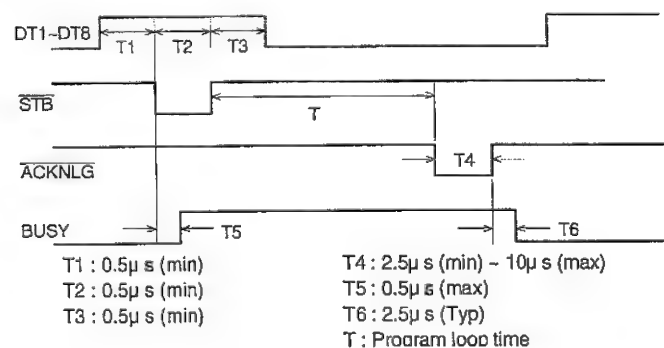 DT1~DT8
T1 T2 T3
STB
T
ACKNLG
T4
BUSY
T5
T6
T1 : 0.5μ s (min)
T2 : 0.5μ s (min)
T3 : 0.5μ s (min)
T4 : 2.5μ s (min) ~ 10μ s (max)
T5 : 0.5μ s (max)
T6 : 2.5μ s (Typ)
T : Program loop time